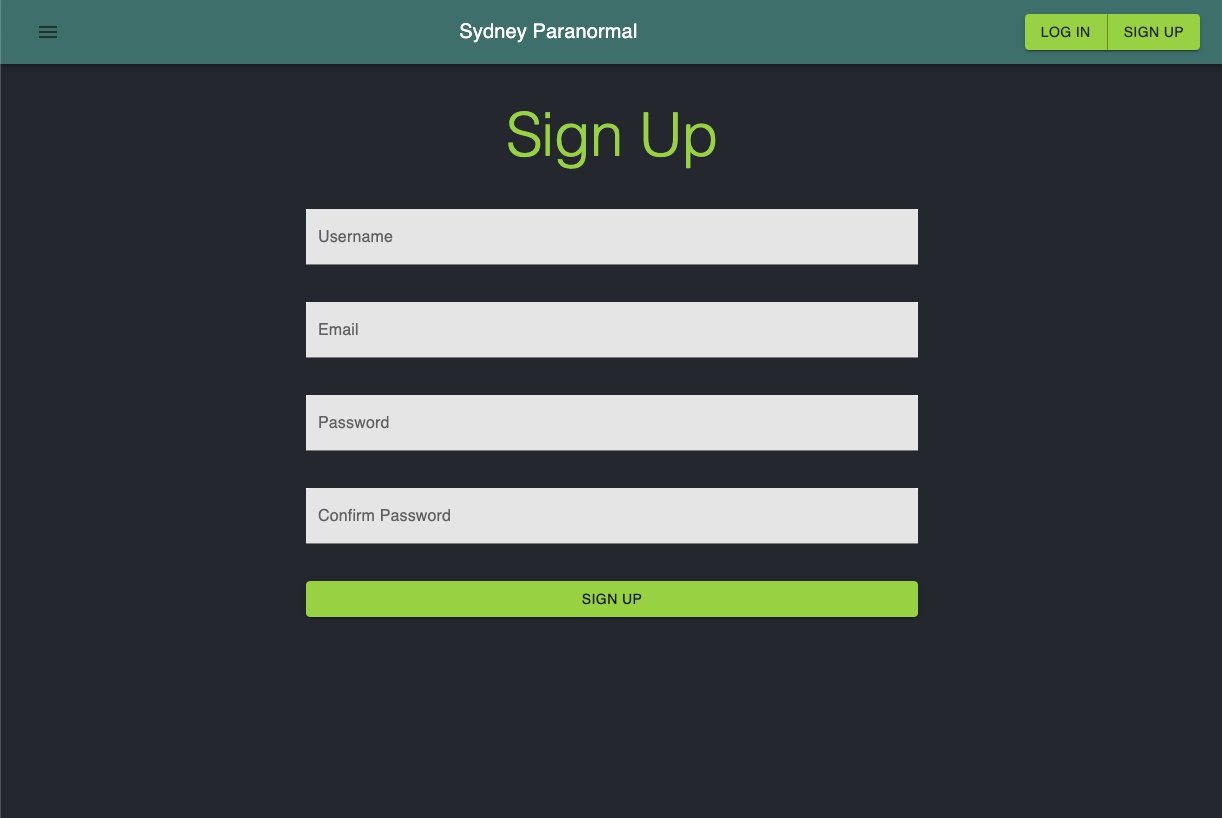 Sydney Paranormal
LOG IN
SIGN UP
Sign Up
Username
Email
Password
Confirm Password
SIGN UP